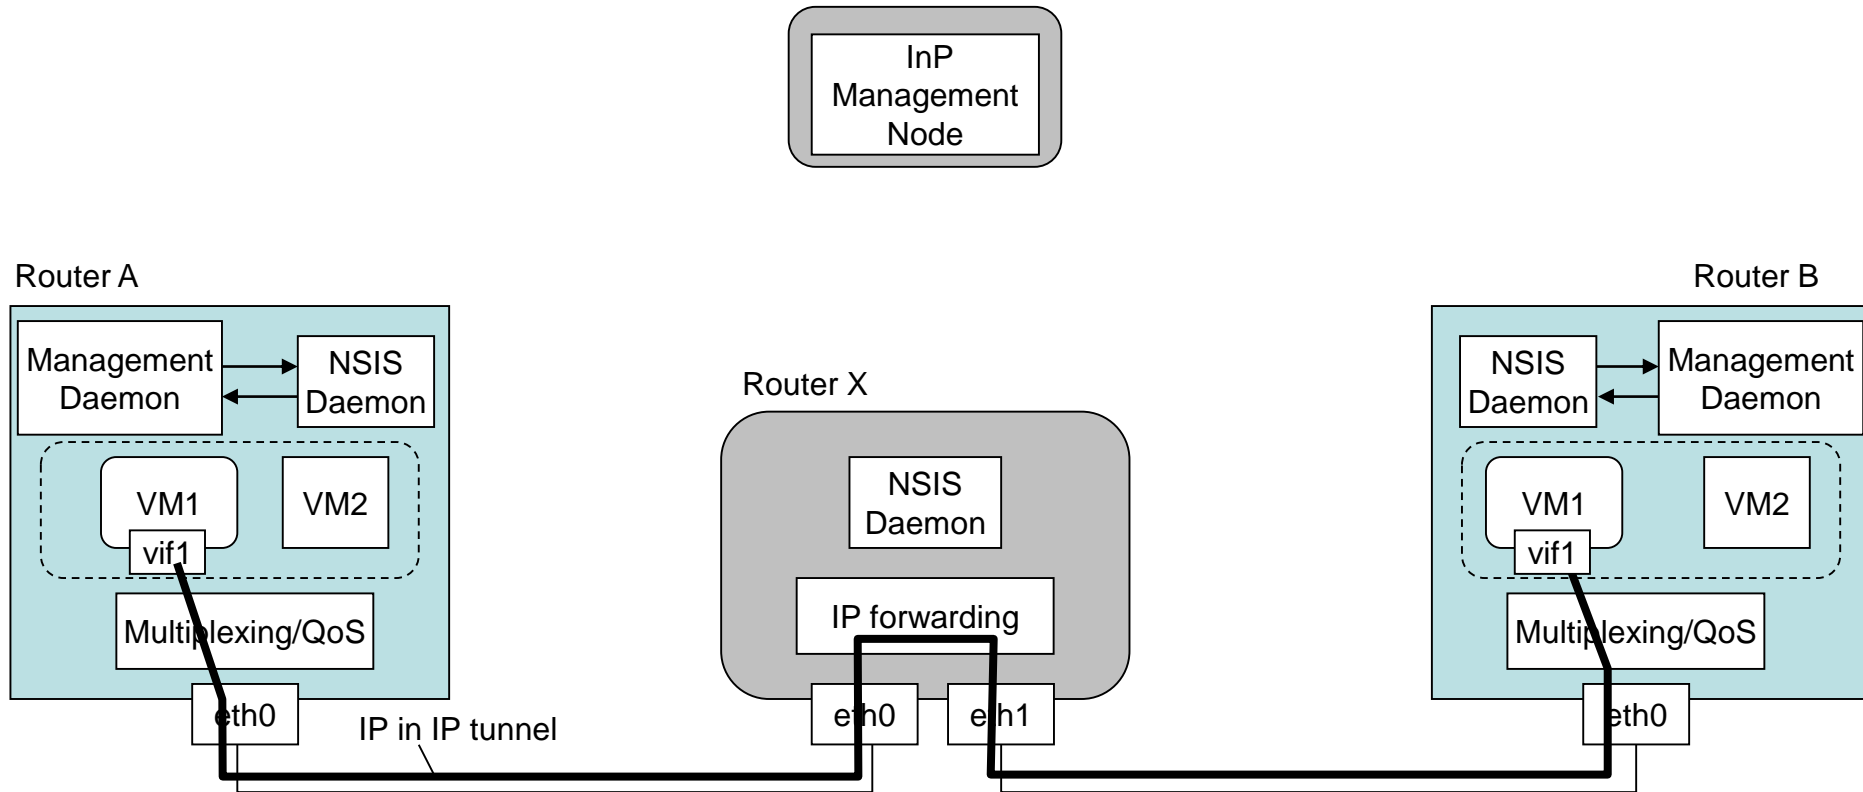 InP
Management
Node
Router A
Router B
Management
Daemon
NSIS
Daemon
VM1
VM2
vif1
Multiplexing/QoS
eth0
IP in IP tunnel
Router X
NSIS
Daemon
IP forwarding
eth0
eth1
NSIS
Daemon
Management
Daemon
VM1
VM2
vif1
Multiplexing/QoS
eth0